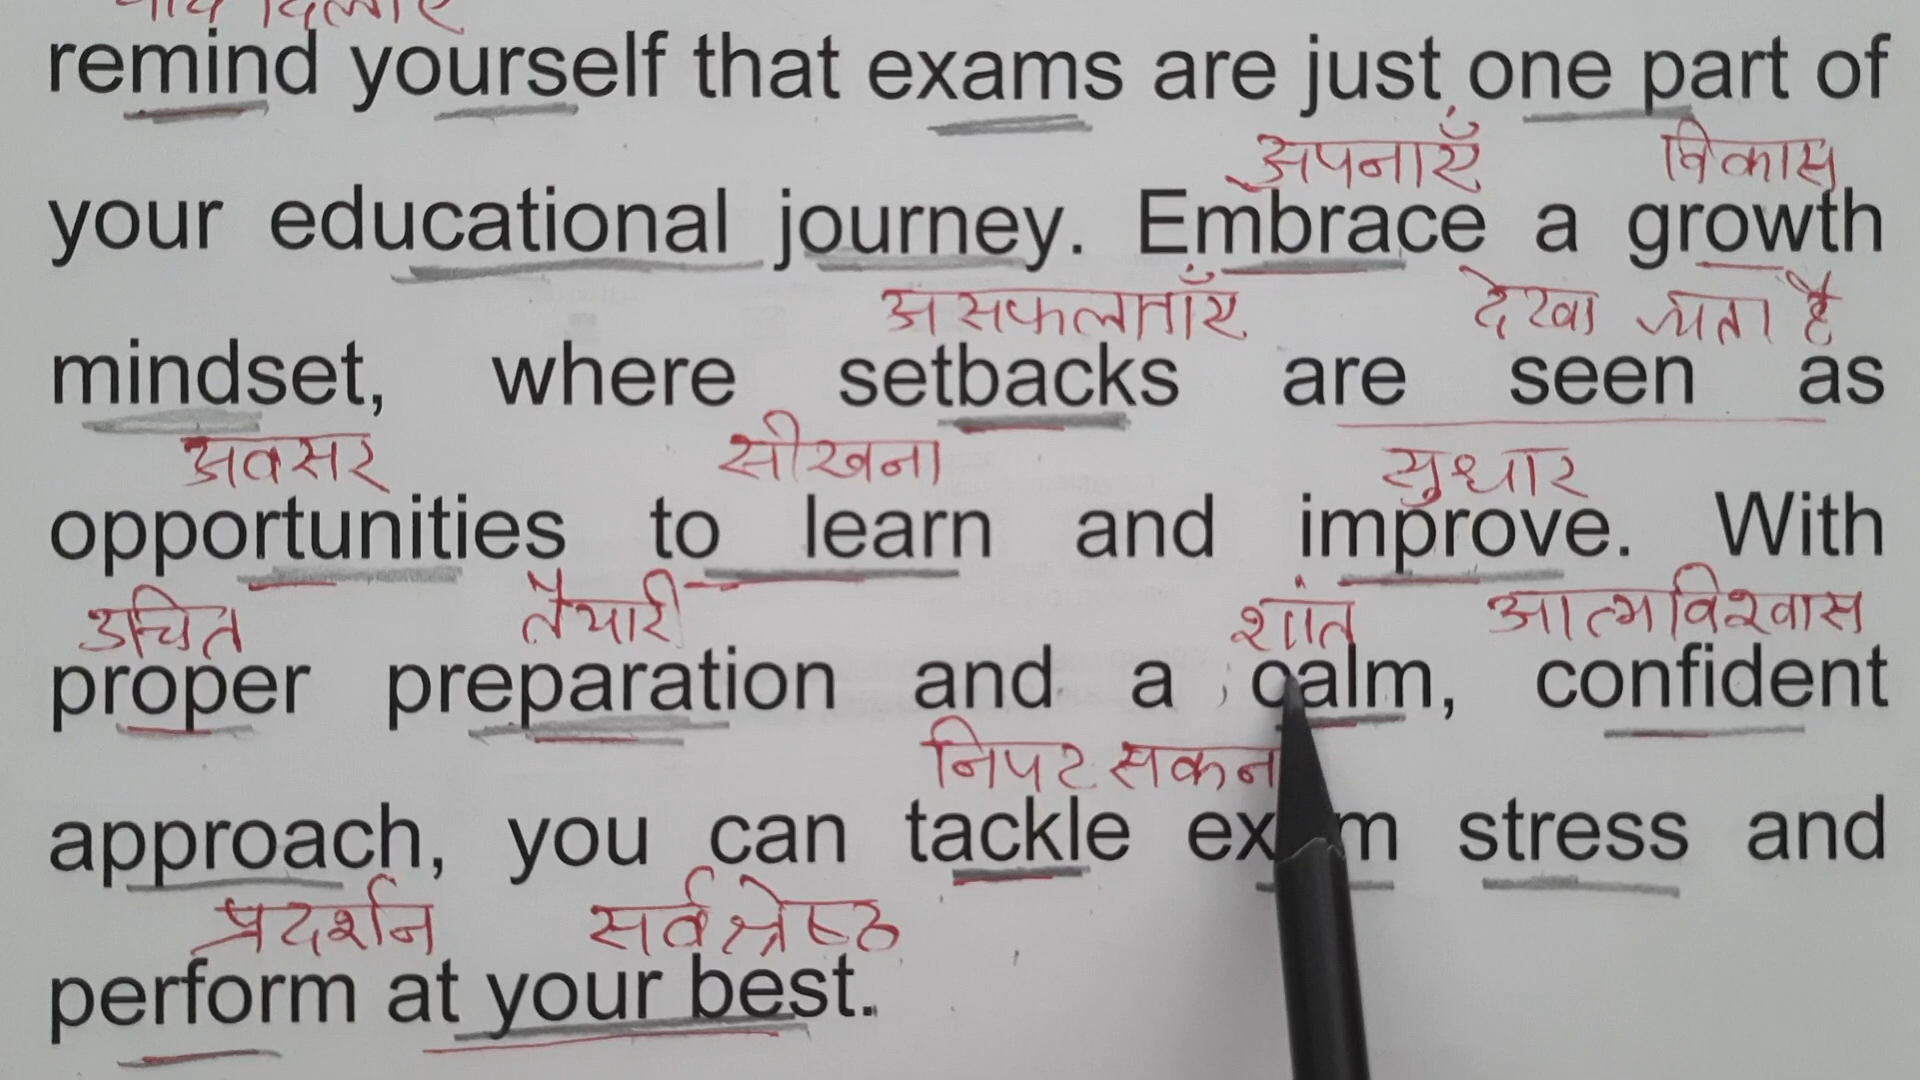 याद दिलाएं
remind yourself that exams are just one part of
अपनाएँ विकास
your educational journey. Embrace a growth
असफलताएँ देखा जाता है
mindset, where setbacks are seen as
अवसर सीखना सुधार
opportunities to learn and improve. With
उचित तैयारी शांत आत्मविश्वास
proper preparation and a calm, confident
निपट सकन
approach, you can tackle exam stress and
प्रदर्शन सर्वश्रेष्ठ
perform at your best.